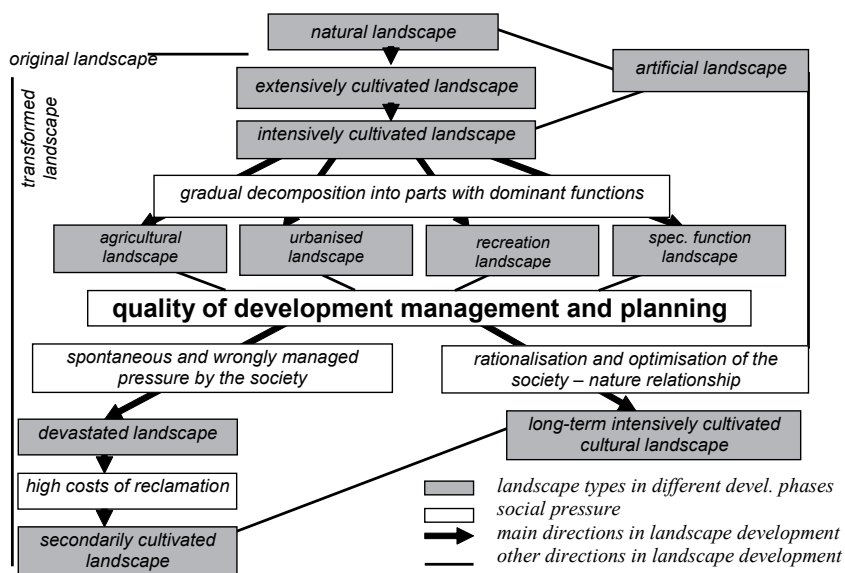 natural landscape
original landscape
artificial landscape
extensively cultivated landscape
intensively cultivated landscape
transformed
landscape
gradual decomposition into parts with dominant functions
agricultural
landscape
urbanised
landscape
recreation
landscape
spec. function
landscape
quality of development management and planning
spontaneous and wrongly managed
pressure by the society
rationalisation and optimisation of the
society – nature relationship
devastated landscape
long-term intensively cultivated
cultural landscape
high costs of reclamation
secondarily cultivated
landscape
landscape types in different devel. phases
social pressure
main directions in landscape development
other directions in landscape development